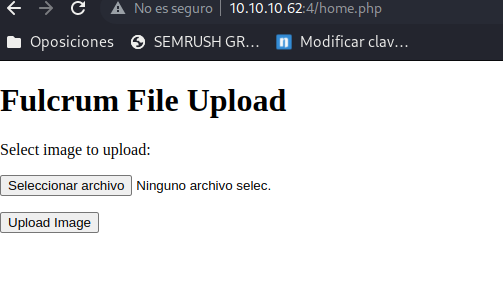 No es seguro 10.10.10.62:4/home.php
Oposiciones SEMRUSH GR... Modificar clav...
Fulcrum File Upload
Select image to upload:
Seleccionar archivo Ninguno archivo selec.
Upload Image